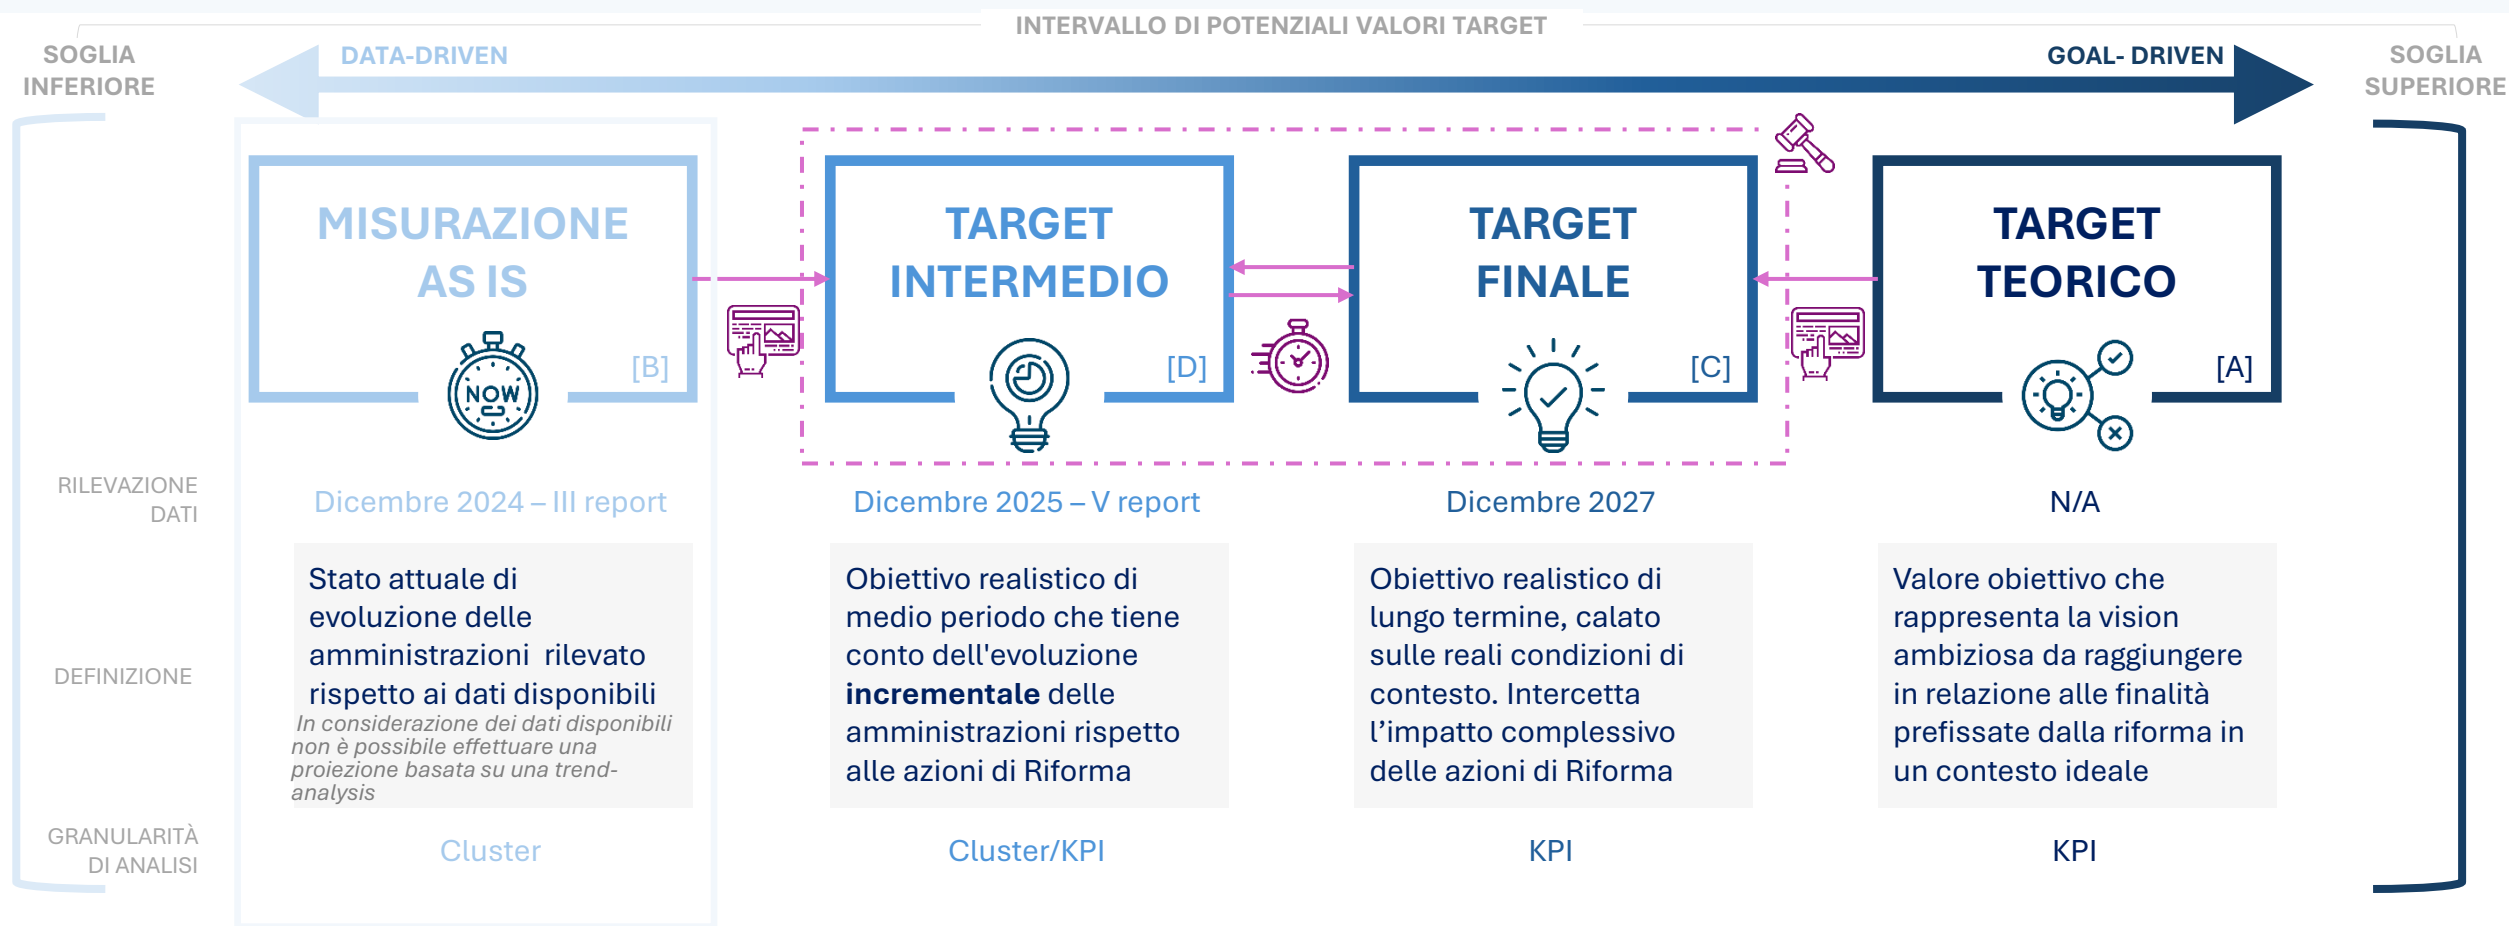 INTERVALLO DI POTENZIALI VALORI TARGET
SOGLIA
INFERIORE
DATA-DRIVEN
GOAL- DRIVEN
SOGLIA
SUPERIORE
MISURAZIONE
AS IS
[B]
NOW
TARGET
INTERMEDIO
[D]
TARGET
FINALE
[C]
TARGET
TEORICO
[A]
RILEVAZIONE
DATI
Dicembre 2024 – III report
Dicembre 2025 – V report
Dicembre 2027
N/A
DEFINIZIONE
Stato attuale di
evoluzione delle
amministrazioni  rilevato
rispetto ai dati disponibili
In considerazione dei dati disponibili
non è possibile effettuare una
proiezione basata su una trend-
analysis
Obiettivo realistico di
medio periodo che tiene
conto dell'evoluzione
incrementale delle
amministrazioni rispetto
alle azioni di Riforma
Obiettivo realistico di
lungo termine, calato
sulle reali condizioni di
contesto. Intercetta
l’impatto complessivo
delle azioni di Riforma
Valore obiettivo che
rappresenta la vision
ambiziosa da raggiungere
in relazione alle finalità
prefissate dalla riforma in
un contesto ideale
GRANULARITÀ
DI ANALISI
Cluster
Cluster/KPI
KPI
KPI